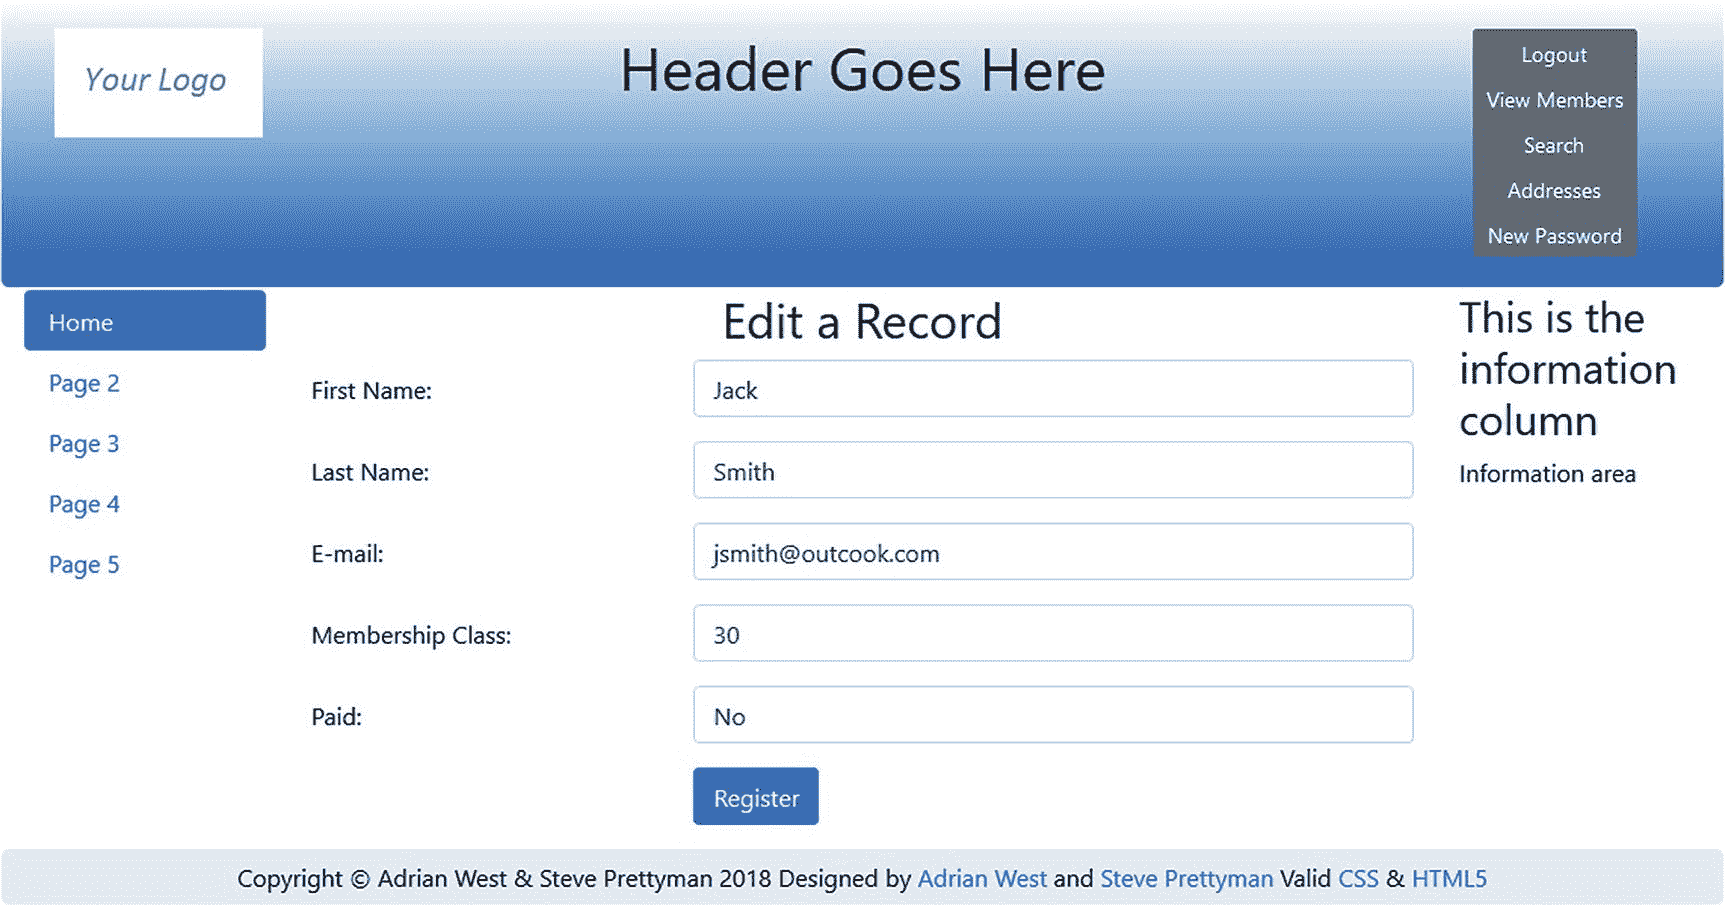 Your Logo
Header Goes Here
Logout
View Members
Search
Addresses
New Password
Home
Page 2
Page 3
Page 4
Page 5
Edit a Record
First Name:
Jack
Last Name:
Smith
E-mail:
jsmith@outcook.com
Membership Class:
30
Paid:
No
Register
This is the
information
column
Information area
Copyright © Adrian West & Steve Prettyman 2018 Designed by Adrian West and Steve Prettyman Valid CSS & HTML5